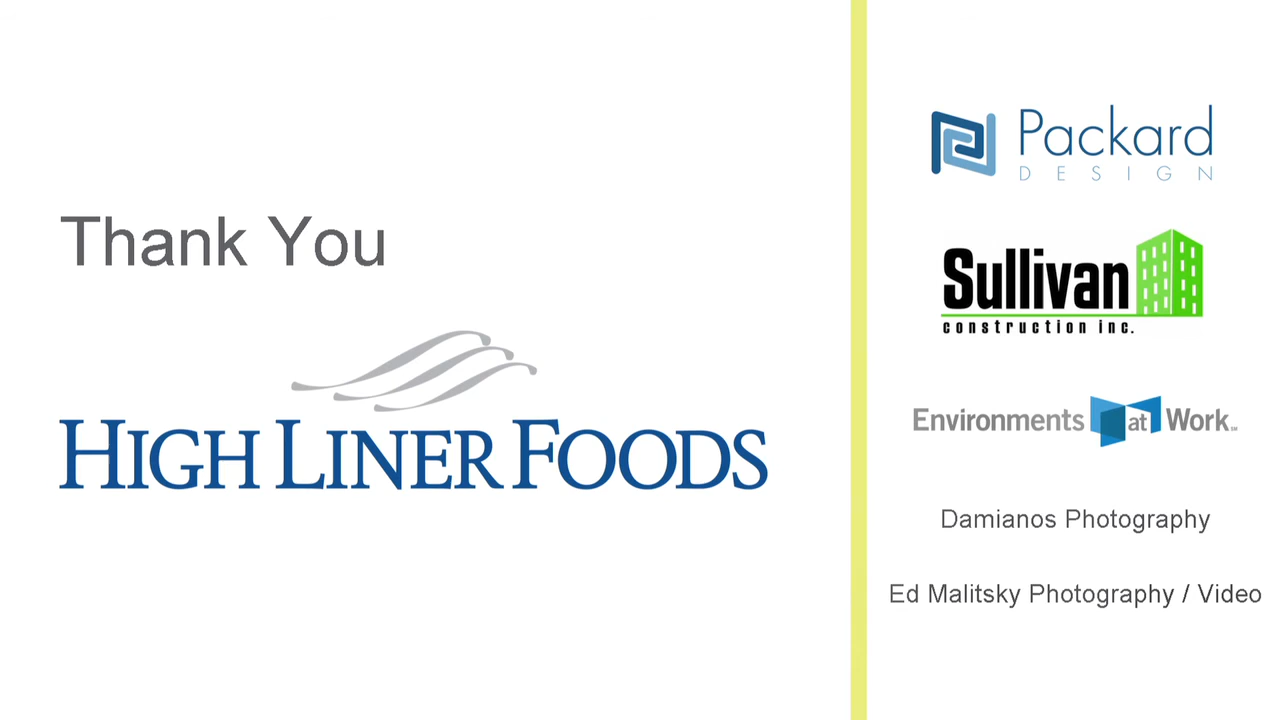 Thank You
HIGH LINER FOODS
Packard
DESIGN
Sullivan
construction inc.
Environments at Work
Damianos Photography
Ed Malitsky Photography / Video